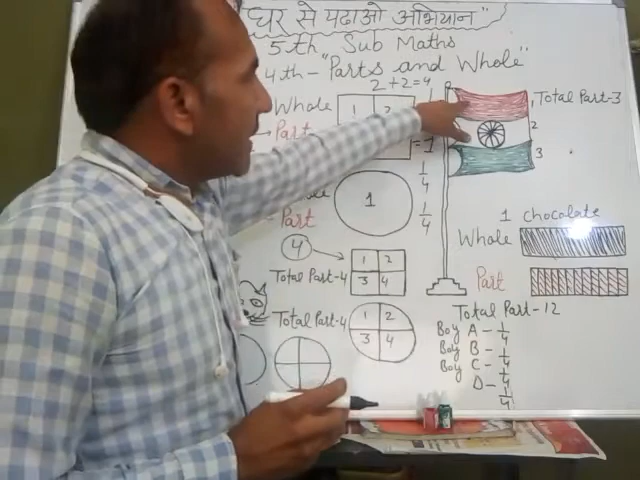 घर से पढाओ अभियान"
5th Sub Maths
4th - "Parts and Whole"
2+2=4
Whole
1 2
Part
= 1
1
1/4
1/4
Part
4
1 2
3 4
Total Part-4
Total Part-4
1 2
3 4
1 Total Part-3
2
3
1 chocolate
Whole
Part
Total Part-12
Boy A - 1/4
Boy B - 1/4
Boy C - 1/4
D - 1/4